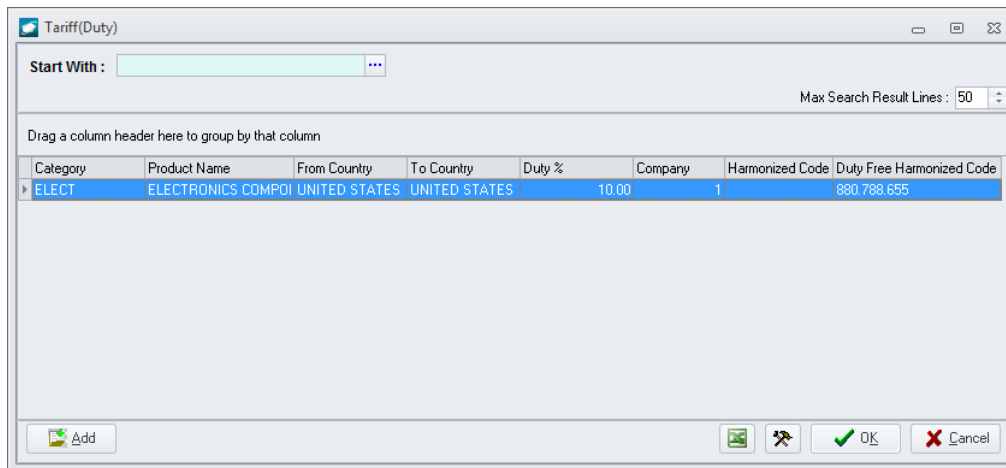 Tariff(Duty)
Start With :
Max Search Result Lines : 50
Drag a column header here to group by that column
Category Product Name From Country To Country Duty % Company Harmonized Code Duty Free Harmonized Code
ELECT ELECTRONICS COMPOI UNITED STATES UNITED STATES 10.00 1 880.788.655
Add OK Cancel